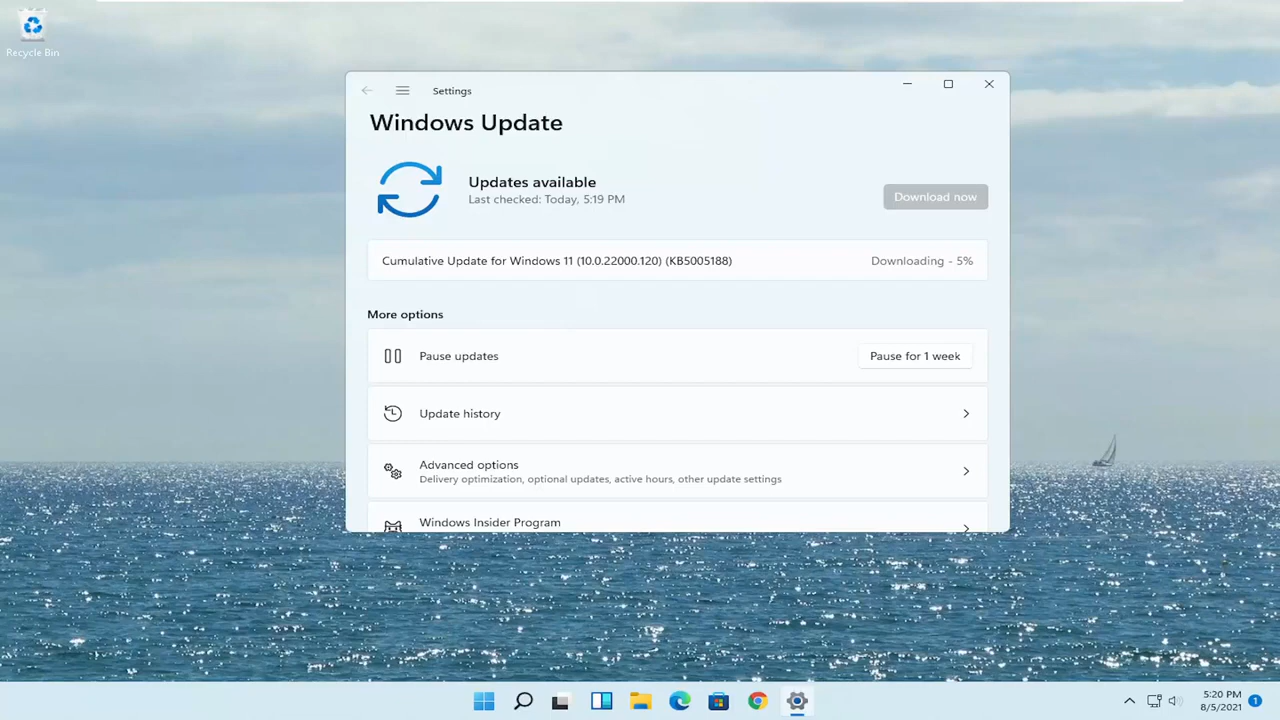 Recycle Bin
Settings
Windows Update
Updates available
Last checked: Today, 5:19 PM
Download now
Cumulative Update for Windows 11 (10.0.22000.120) (KB5005188)
Downloading - 5%
More options
Pause updates
Pause for 1 week
Update history
Advanced options
Delivery optimization, optional updates, active hours, other update settings
Windows Insider Program
5:20 PM
8/5/2021
1